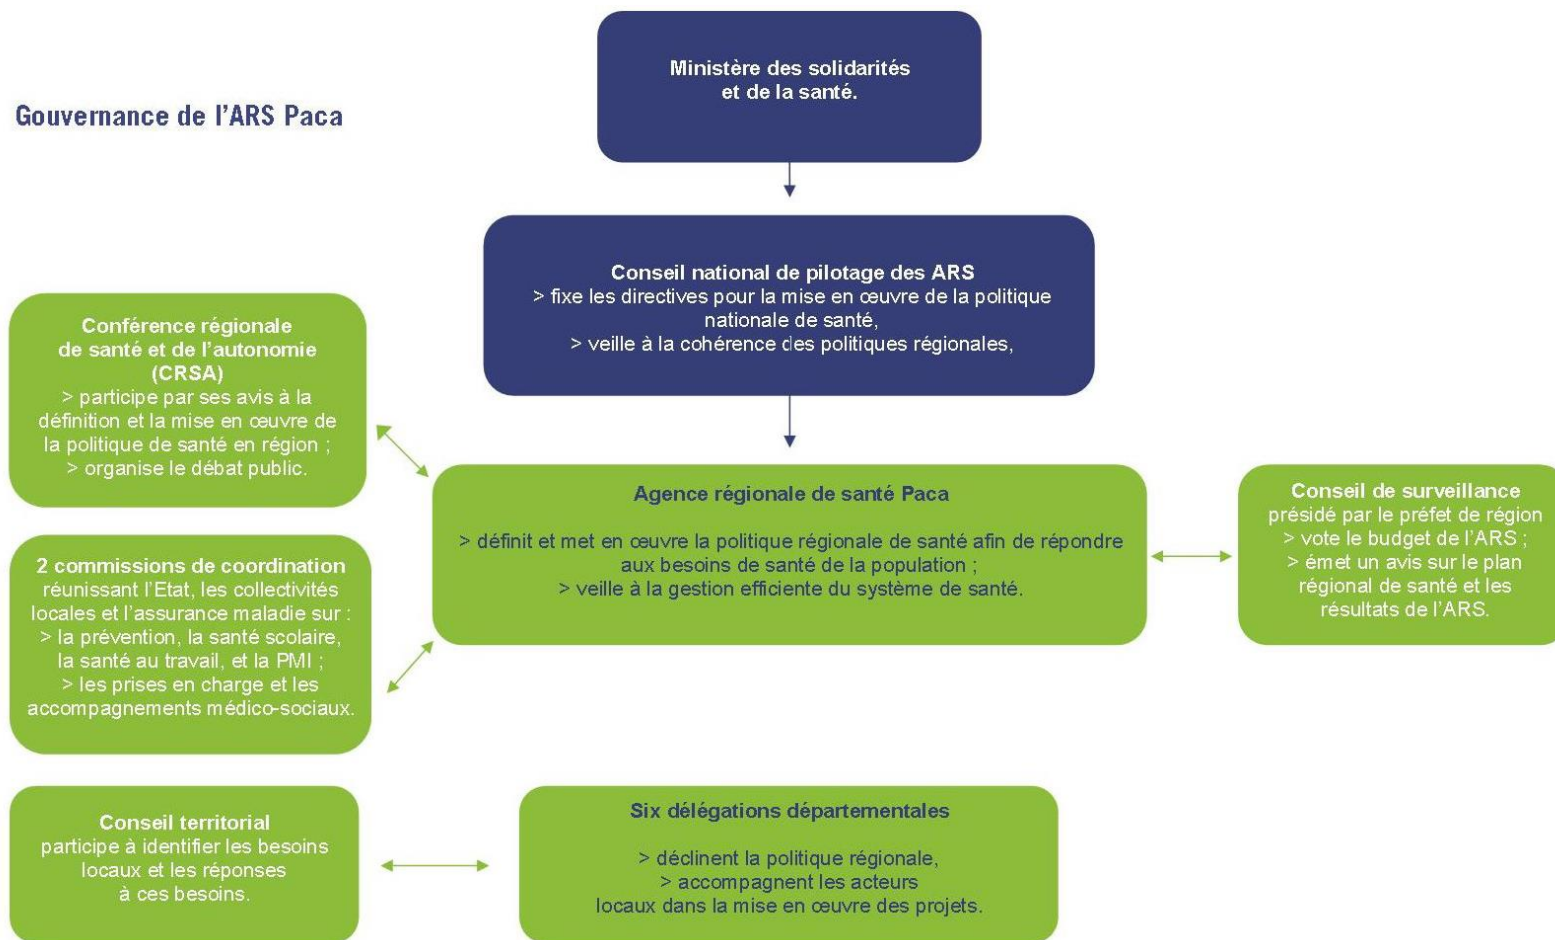 Gouvernance de l'ARS Paca
Ministère des solidarités
et de la santé.
Conseil national de pilotage des ARS
> fixe les directives pour la mise en œuvre de la politique
nationale de santé,
> veille à la cohérence des politiques régionales,
Conférence régionale
de santé et de l'autonomie
(CRSA)
> participe par ses avis à la
définition et la mise en œuvre de
la politique de santé en région ;
> organise le débat public.
Agence régionale de santé Paca
> définit et met en œuvre la politique régionale de santé afin de répondre
aux besoins de santé de la population ;
> veille à la gestion efficiente du système de santé.
Conseil de surveillance
présidé par le préfet de région
> vote le budget de l'ARS ;
> émet un avis sur le plan
régional de santé et les
résultats de l'ARS.
2 commissions de coordination
réunissant l'Etat, les collectivités
locales et l'assurance maladie sur :
> la prévention, la santé scolaire,
la santé au travail, et la PMI ;
> les prises en charge et les
accompagnements médico-sociaux.
Conseil territorial
participe à identifier les besoins
locaux et les réponses
à ces besoins.
Six délégations départementales
> déclinent la politique régionale,
> accompagnent les acteurs
locaux dans la mise en œuvre des projets.